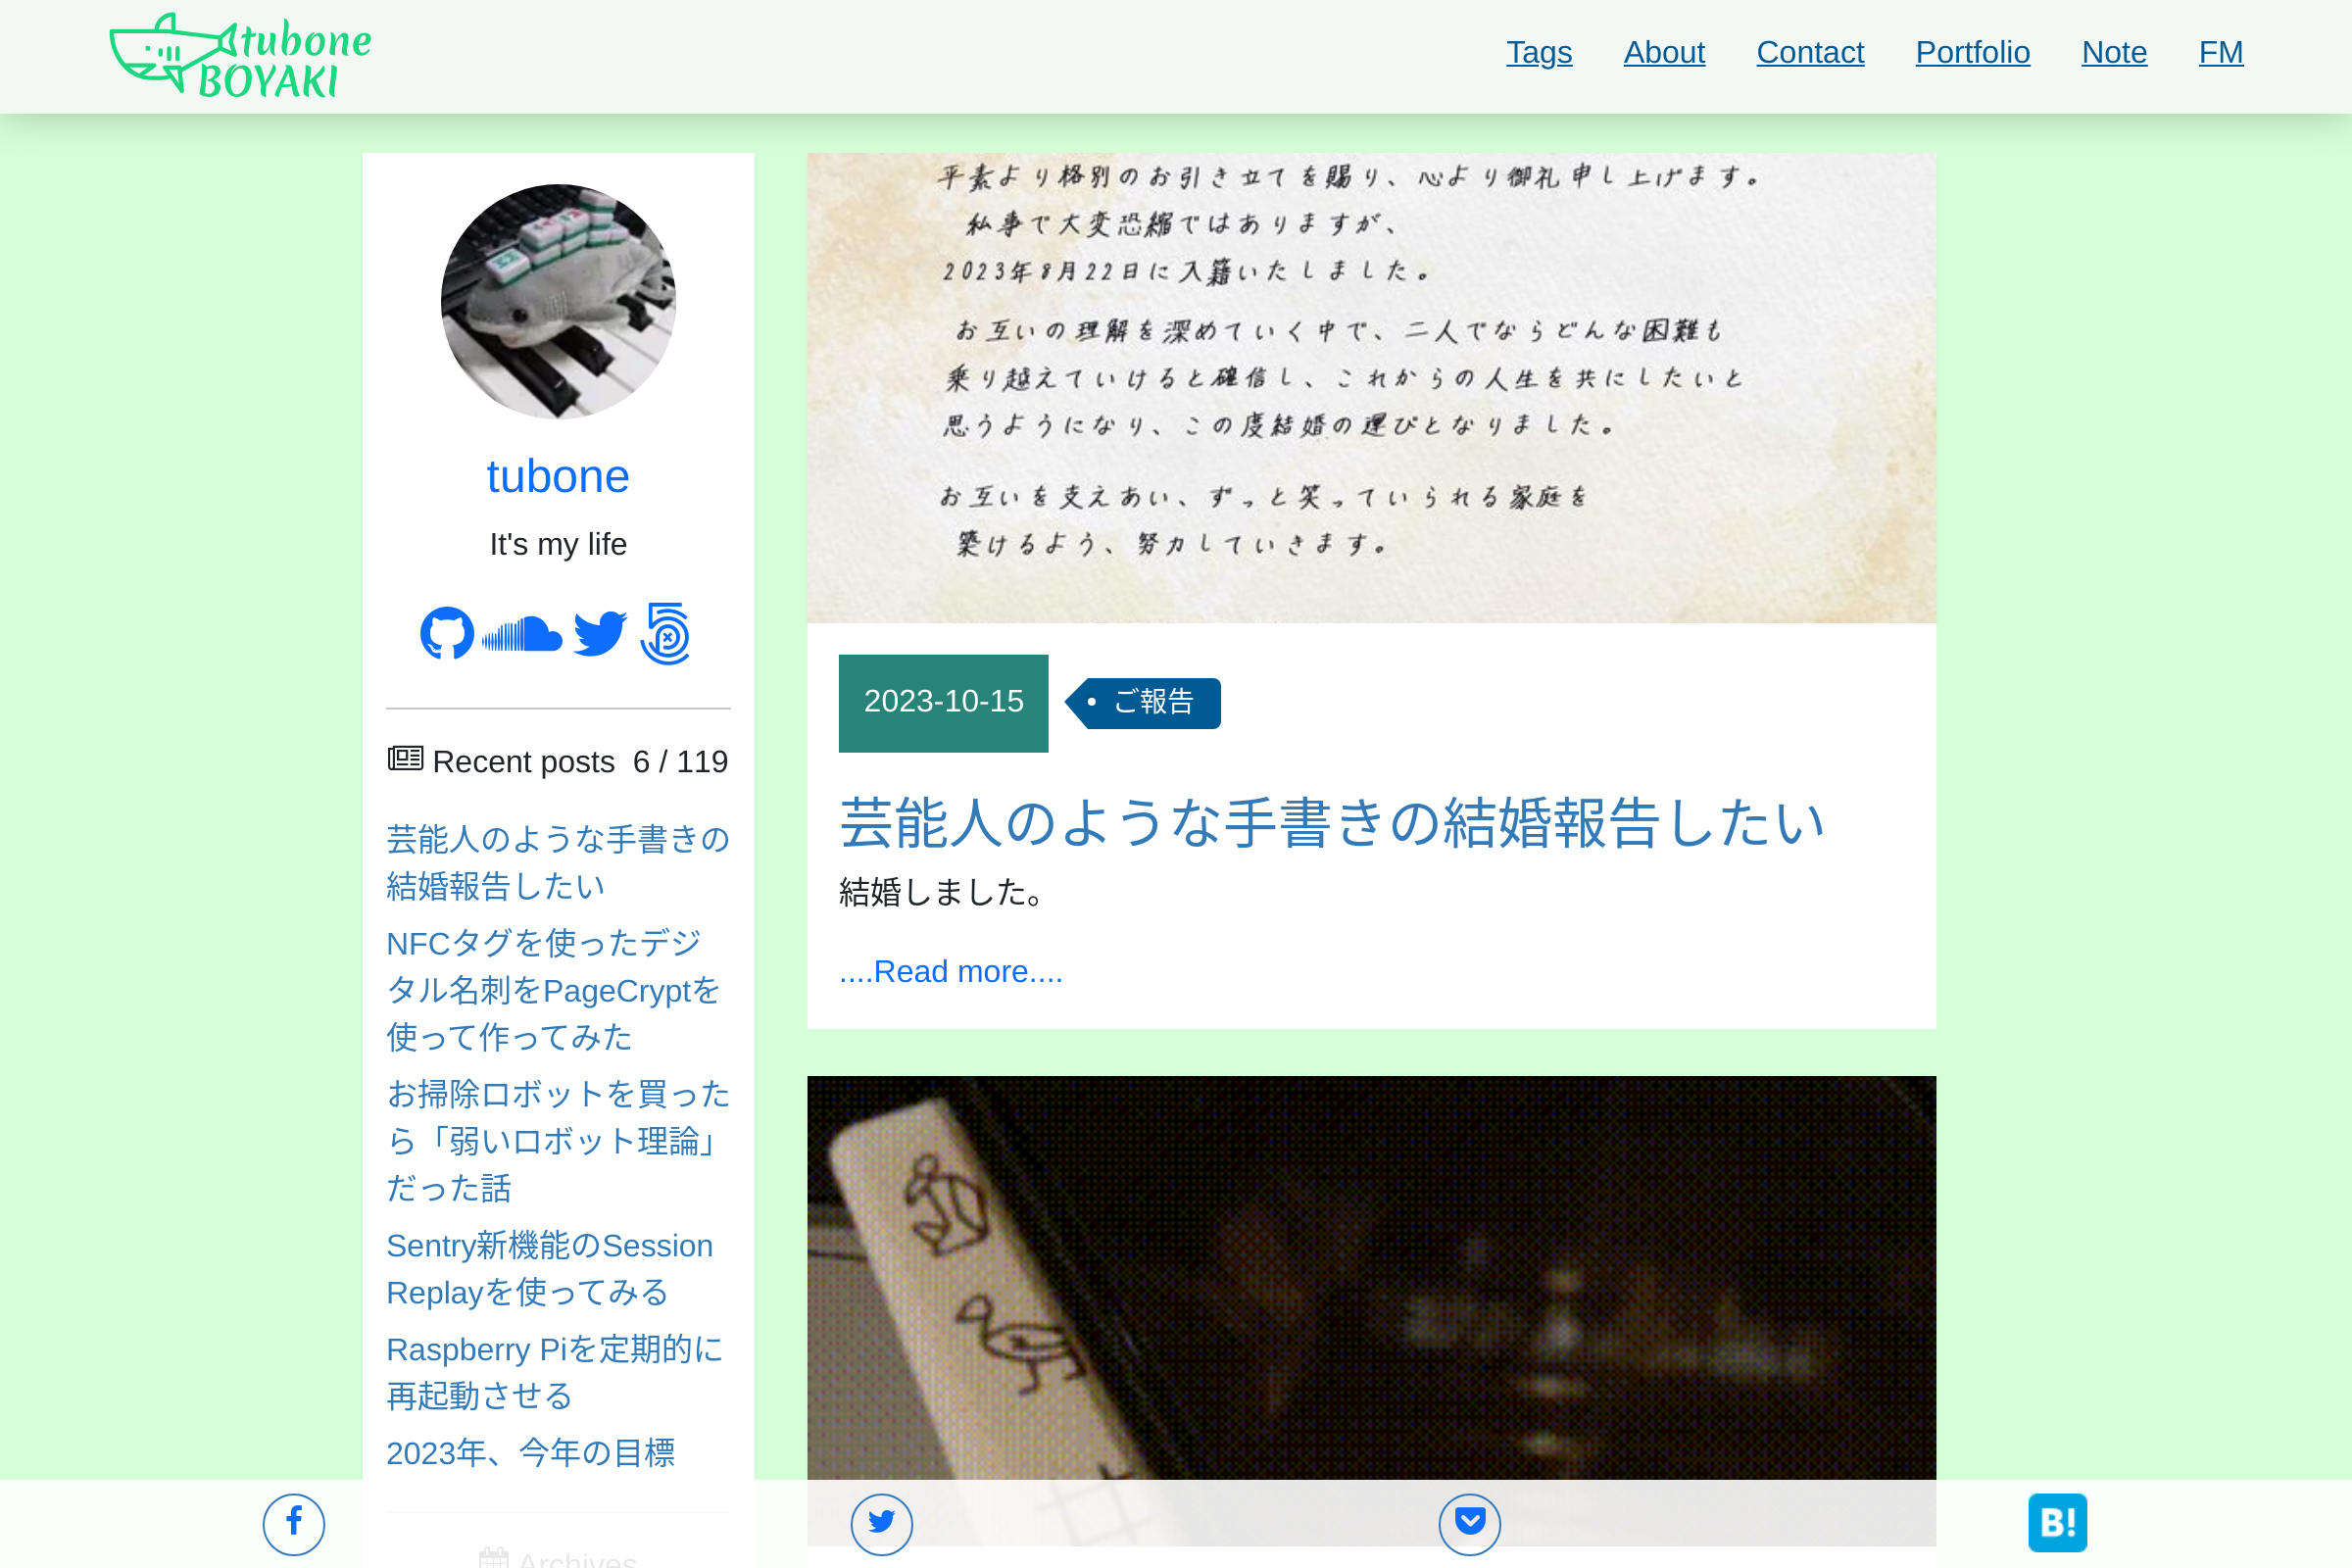 tubone
BOYAKI
Tags About Contact Portfolio Note FM
tubone
It's my life
Recent posts 6 / 119
芸能人のような手書きの
結婚報告したい
NFCタグを使ったデジ
タル名刺をPageCryptを
使って作ってみた
お掃除ロボットを買った
ら「弱いロボット理論」
だった話
Sentry新機能のSession
Replayを使ってみる
Raspberry Piを定期的に
再起動させる
2023年、今年の目標
Archives
平素より格別のお引き立てを賜り、心より御礼申し上げます。
私事で大変恐縮ではありますが、
2023年8月22日に入籍いたしました。
お互いの理解を深めていく中で、二人でならどんな困難も
乗り越えていけると確信し、これからの人生を共にしたいと
思うようになり、この度結婚の運びとなりました。
お互いを支えあい、ずっと笑っていられる家庭を
築けるよう、努力していきます。
2023-10-15 ご報告
芸能人のような手書きの結婚報告したい
結婚しました。
....Read more....
B!